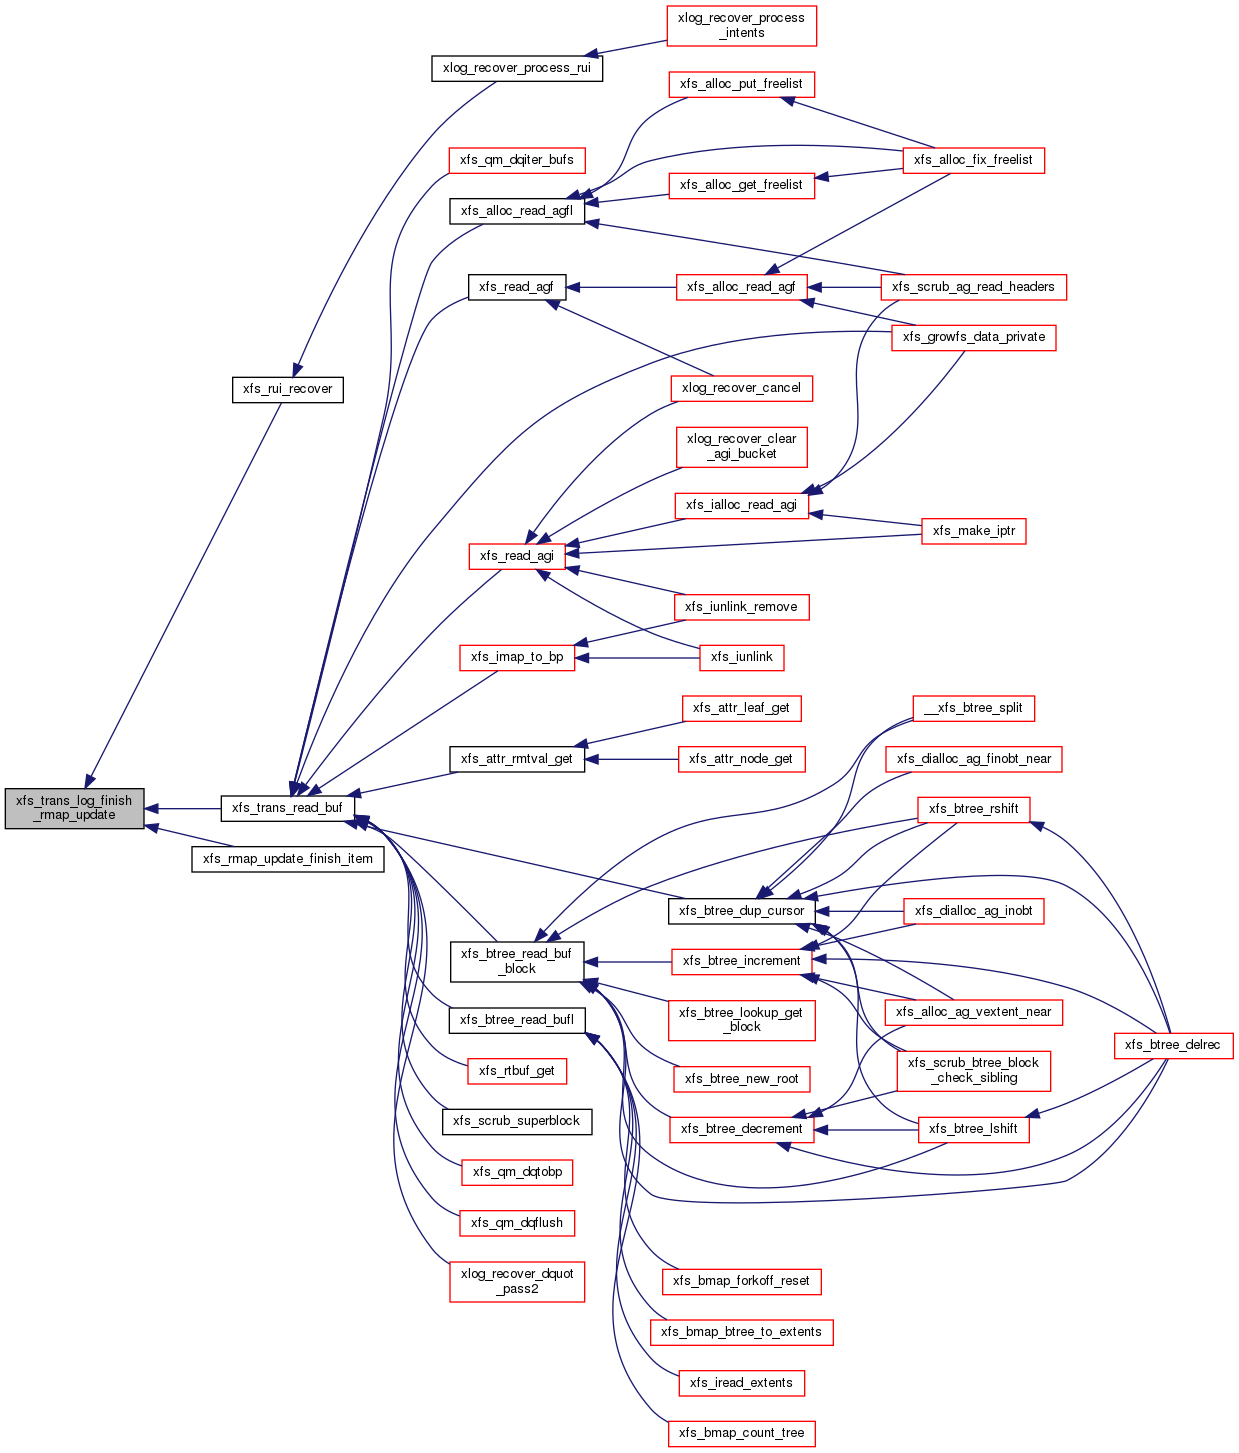 xlog_recover_process
_intents
xlog_recover_process_rui
xfs_alloc_put_freelist
xfs_qm_dqiter_bufs
xfs_alloc_fix_freelist
xfs_alloc_get_freelist
xfs_alloc_read_agfl
xfs_read_agf
xfs_alloc_read_agf
xfs_scrub_ag_read_headers
xfs_growfs_data_private
xfs_rui_recover
xlog_recover_cancel
xlog_recover_clear
_agi_bucket
xfs_ialloc_read_agi
xfs_make_iptr
xfs_read_agi
xfs_iunlink_remove
xfs_imap_to_bp
xfs_iunlink
xfs_attr_leaf_get
__xfs_btree_split
xfs_attr_rmtval_get
xfs_attr_node_get
xfs_dialloc_ag_finobt_near
xfs_trans_log_finish
_rmap_update
xfs_trans_read_buf
xfs_btree_rshift
xfs_rmap_update_finish_item
xfs_btree_dup_cursor
xfs_dialloc_ag_inobt
xfs_btree_read_buf
_block
xfs_btree_increment
xfs_btree_lookup_get
_block
xfs_alloc_ag_vextent_near
xfs_btree_read_bufl
xfs_btree_delrec
xfs_rtbuf_get
xfs_btree_new_root
xfs_scrub_btree_block
_check_sibling
xfs_scrub_superblock
xfs_btree_decrement
xfs_btree_lshift
xfs_qm_dqtobp
xfs_qm_dqflush
xlog_recover_dquot
_pass2
xfs_bmap_forkoff_reset
xfs_bmap_btree_to_extents
xfs_iread_extents
xfs_bmap_count_tree